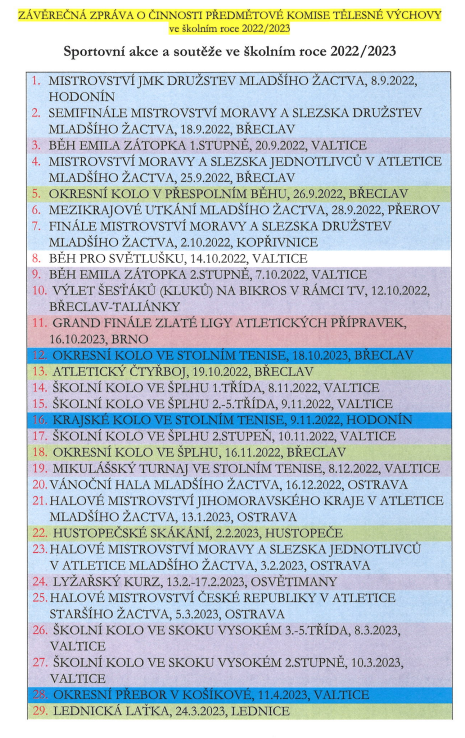 ZÁVĚREČNÁ ZPRÁVA O ČINNOSTI PŘEDMĚTOVÉ KOMISE TĚLESNÉ VÝCHOVY
ve školním roce 2022/2023
Sportovní akce a soutěže ve školním roce 2022/2023
1. MISTROVSTVÍ JMK DRUŽSTEV MLADŠÍHO ŽACTVA, 8.9.2022,
HODONÍN
2. SEMIFINÁLE MISTROVSTVÍ MORAVY A SLEZSKA DRUŽSTEV
MLADŠÍHO ŽACTVA, 18.9.2022, BŘECLAV
3. BĚH EMILA ZÁTOPKA 1.STUPNĚ, 20.9.2022, VALTICE
4. MISTROVSTVÍ MORAVY A SLEZSKA JEDNOTLIVCŮ V ATLETICE
MLADŠÍHO ŽACTVA, 25.9.2022, BŘECLAV
5. OKRESNÍ KOLO V PŘESPOLNÍM BĚHU, 26.9.2022, BŘECLAV
6. MEZIKRAJOVÉ UTKÁNÍ MLADŠÍHO ŽACTVA, 28.9.2022, PŘEROV
7. FINÁLE MISTROVSTVÍ MORAVY A SLEZSKA DRUŽSTEV
MLADŠÍHO ŽACTVA, 2.10.2022, KOPŘIVNICE
8. BĚH PRO SVĚTLUŠKU, 14.10.2022, VALTICE
9. BĚH EMILA ZÁTOPKA 2.STUPNĚ, 7.10.2022, VALTICE
10. VÝLET ŠESŤÁKŮ (KLUKŮ) NA BIKROS V RÁMCI TV, 12.10.2022,
BŘECLAV-TALIÁNKY
11. GRAND FINÁLE ZLATÉ LIGY ATLETICKÝCH PŘÍPRAVEK,
16.10.2023, BRNO
12. OKRESNÍ KOLO VE STOLNÍM TENISE, 18.10.2023, BŘECLAV
13. ATLETICKÝ ČTYŘBOJ, 19.10.2022, BŘECLAV
14. ŠKOLNÍ KOLO VE ŠPLHU 1.TŘÍDA, 8.11.2022, VALTICE
15. ŠKOLNÍ KOLO VE ŠPLHU 2.-5.TŘÍDA, 9.11.2022, VALTICE
16. KRAJSKÉ KOLO VE STOLNÍM TENISE, 9.11.2022, HODONÍN
17. ŠKOLNÍ KOLO VE ŠPLHU 2.STUPEŇ, 10.11.2022, VALTICE
18. OKRESNÍ KOLO VE ŠPLHU, 16.11.2022, BŘECLAV
19. MIKULÁŠSKÝ TURNAJ VE STOLNÍM TENISE, 8.12.2022, VALTICE
20. VÁNOČNÍ HALA MLADŠÍHO ŽACTVA, 16.12.2022, OSTRAVA
21. HALOVÉ MISTROVSTVÍ JIHOMORAVSKÉHO KRAJE V ATLETICE
MLADŠÍHO ŽACTVA, 13.1.2023, OSTRAVA
22. HUSTOPEČSKÉ SKÁKÁNÍ, 2.2.2023, HUSTOPEČE
23. HALOVÉ MISTROVSTVÍ MORAVY A SLEZSKA JEDNOTLIVCŮ
V ATLETICE MLADŠÍHO ŽACTVA, 3.2.2023, OSTRAVA
24. LYŽAŘSKÝ KURZ, 13.2.-17.2.2023, OSVĚTIMANY
25. HALOVÉ MISTROVSTVÍ ČESKÉ REPUBLIKY V ATLETICE
STARŠÍHO ŽACTVA, 5.3.2023, OSTRAVA
26. ŠKOLNÍ KOLO VE SKOKU VYSOKÉM 3.-5.TŘÍDA, 8.3.2023,
VALTICE
27. ŠKOLNÍ KOLO VE SKOKU VYSOKÉM 2.STUPNĚ, 10.3.2023,
VALTICE
28. OKRESNÍ PŘEBOR V KOŠÍKOVÉ, 11.4.2023, VALTICE
29. LEDNICKÁ LAŤKA, 24.3.2023, LEDNICE